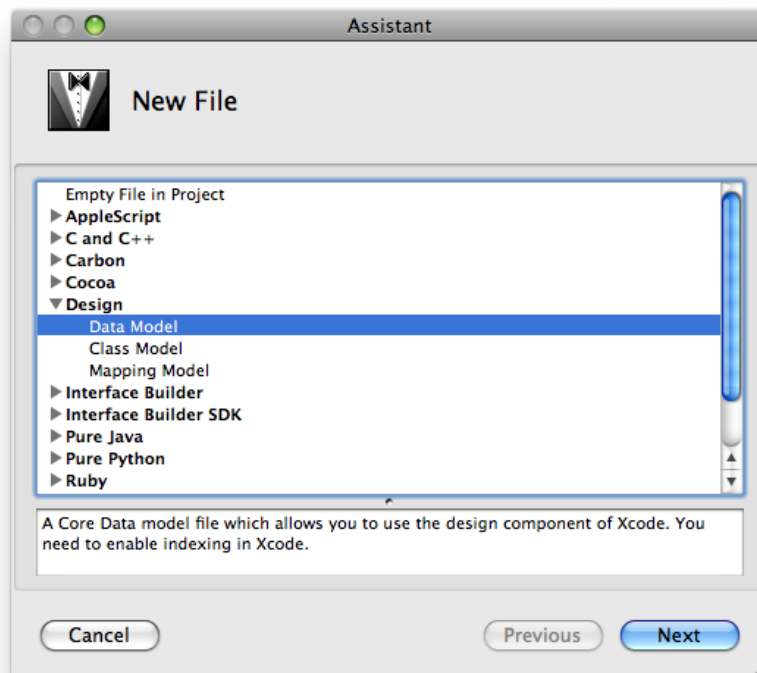 Assistant
New File
Empty File in Project
AppleScript
C and C++
Carbon
Cocoa
Design
Data Model
Class Model
Mapping Model
Interface Builder
Interface Builder SDK
Pure Java
Pure Python
Ruby
A Core Data model file which allows you to use the design component of Xcode. You
need to enable indexing in Xcode.
Cancel
Previous
Next